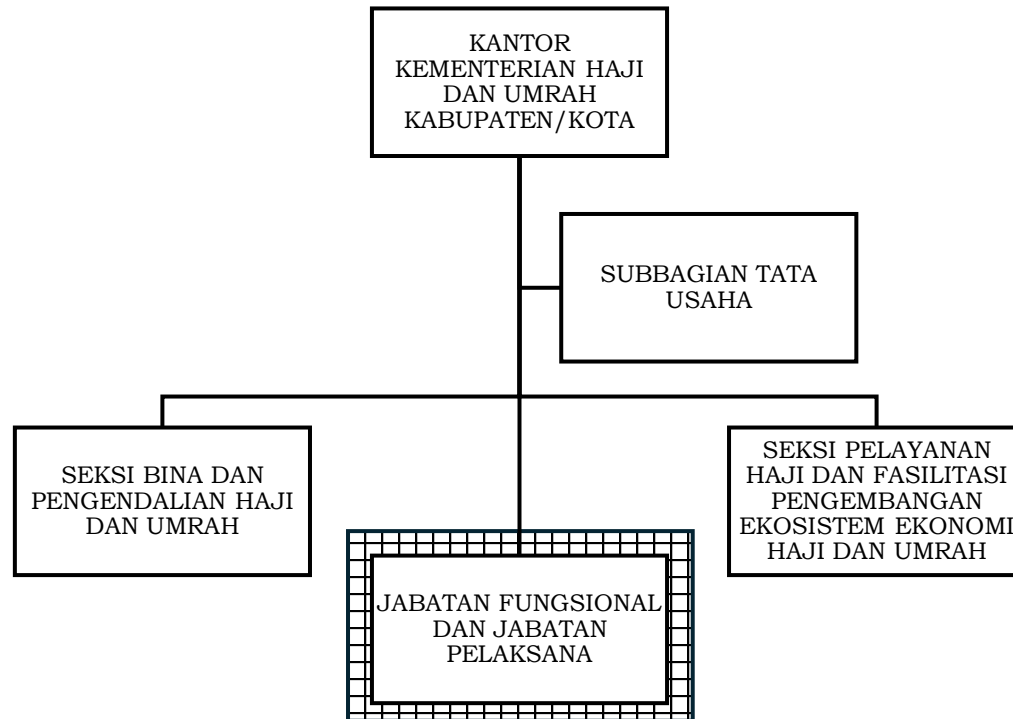 KANTOR
KEMENTERIAN HAJI
DAN UMRAH
KABUPATEN/KOTA
SUBBAGIAN TATA
USAHA
SEKSI BINA DAN
PENGENDALIAN HAJI
DAN UMRAH
SEKSI PELAYANAN
HAJI DAN FASILITASI
PENGEMBANGAN
EKOSISTEM EKONOMI
HAJI DAN UMRAH
JABATAN FUNGSIONAL
DAN JABATAN
PELAKSANA